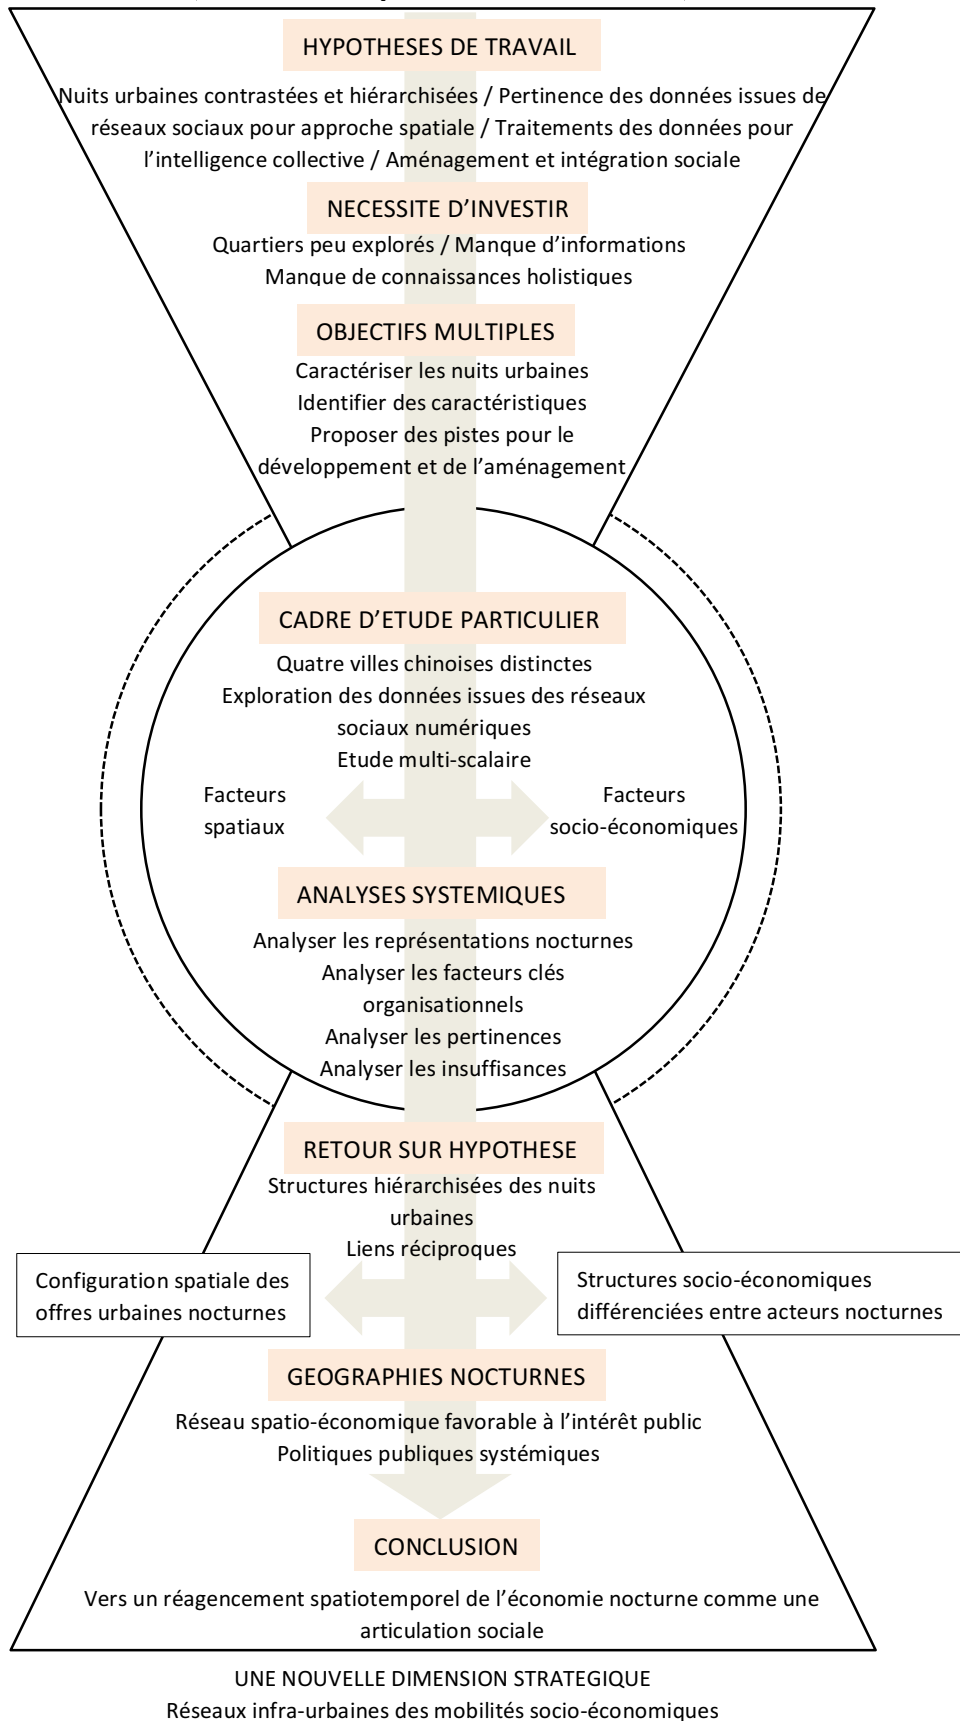 HYPOTHESES DE TRAVAIL
Nuits urbaines contrastées et hiérarchisées / Pertinence des données issues de
réseaux sociaux pour approche spatiale / Traitements des données pour
l'intelligence collective / Aménagement et intégration sociale
NECESSITE D'INVESTIR
Quartiers peu explorés / Manque d'informations
Manque de connaissances holistiques
OBJECTIFS MULTIPLES
Caractériser les nuits urbaines
Identifier des caractéristiques
Proposer des pistes pour le
développement et de l'aménagement
CADRE D'ETUDE PARTICULIER
Quatre villes chinoises distinctes
Exploration des données issues des réseaux
sociaux numériques
Etude multi-scalaire
Facteurs
spatiaux
Facteurs
socio-économiques
ANALYSES SYSTEMIQUES
Analyser les représentations nocturnes
Analyser les facteurs clés
organisationnels
Analyser les pertinences
Analyser les insuffisances
RETOUR SUR HYPOTHESE
Structures hiérarchisées des nuits
urbaines
Liens réciproques
Configuration spatiale des
offres urbaines nocturnes
Structures socio-économiques
différenciées entre acteurs nocturnes
GEOGRAPHIES NOCTURNES
Réseau spatio-économique favorable à l'intérêt public
Politiques publiques systémiques
CONCLUSION
Vers un réagencement spatiotemporel de l'économie nocturne comme une
articulation sociale
UNE NOUVELLE DIMENSION STRATEGIQUE
Réseaux infra-urbaines des mobilités socio-économiques